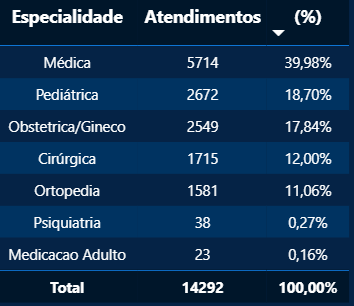 Especialidade Atendimentos (%)
Médica 5714 39,98%
Pediátrica 2672 18,70%
Obstetrica/Gineco 2549 17,84%
Cirúrgica 1715 12,00%
Ortopedia 1581 11,06%
Psiquiatria 38 0,27%
Medicacao Adulto 23 0,16%
Total 14292 100,00%